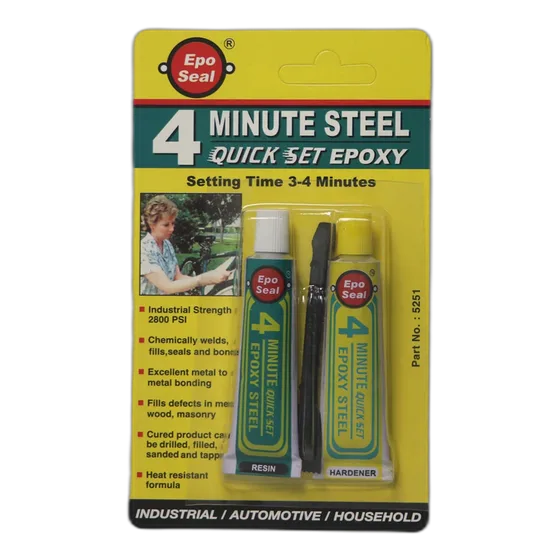 Epo
Seal
®
4 MINUTE STEEL
QUICK SET EPOXY
Setting Time 3-4 Minutes
Industrial Strength
2800 PSI
Chemically welds,
fills,seals and
Excellent metal to
metal bonding
Fills defects in
wood, masonry
Cured product
be drilled, filled,
sanded and
Heat resistant
formula
Epo
Seal
4 MINUTE
QUICK SET
EPOXY STEEL
RESIN
Epo
Seal
®
4 MINUTE
QUICK SET
EPOXY STEEL
HARDENER
Part No. : 5251
INDUSTRIAL / AUTOMOTIVE / HOUSEHOLD